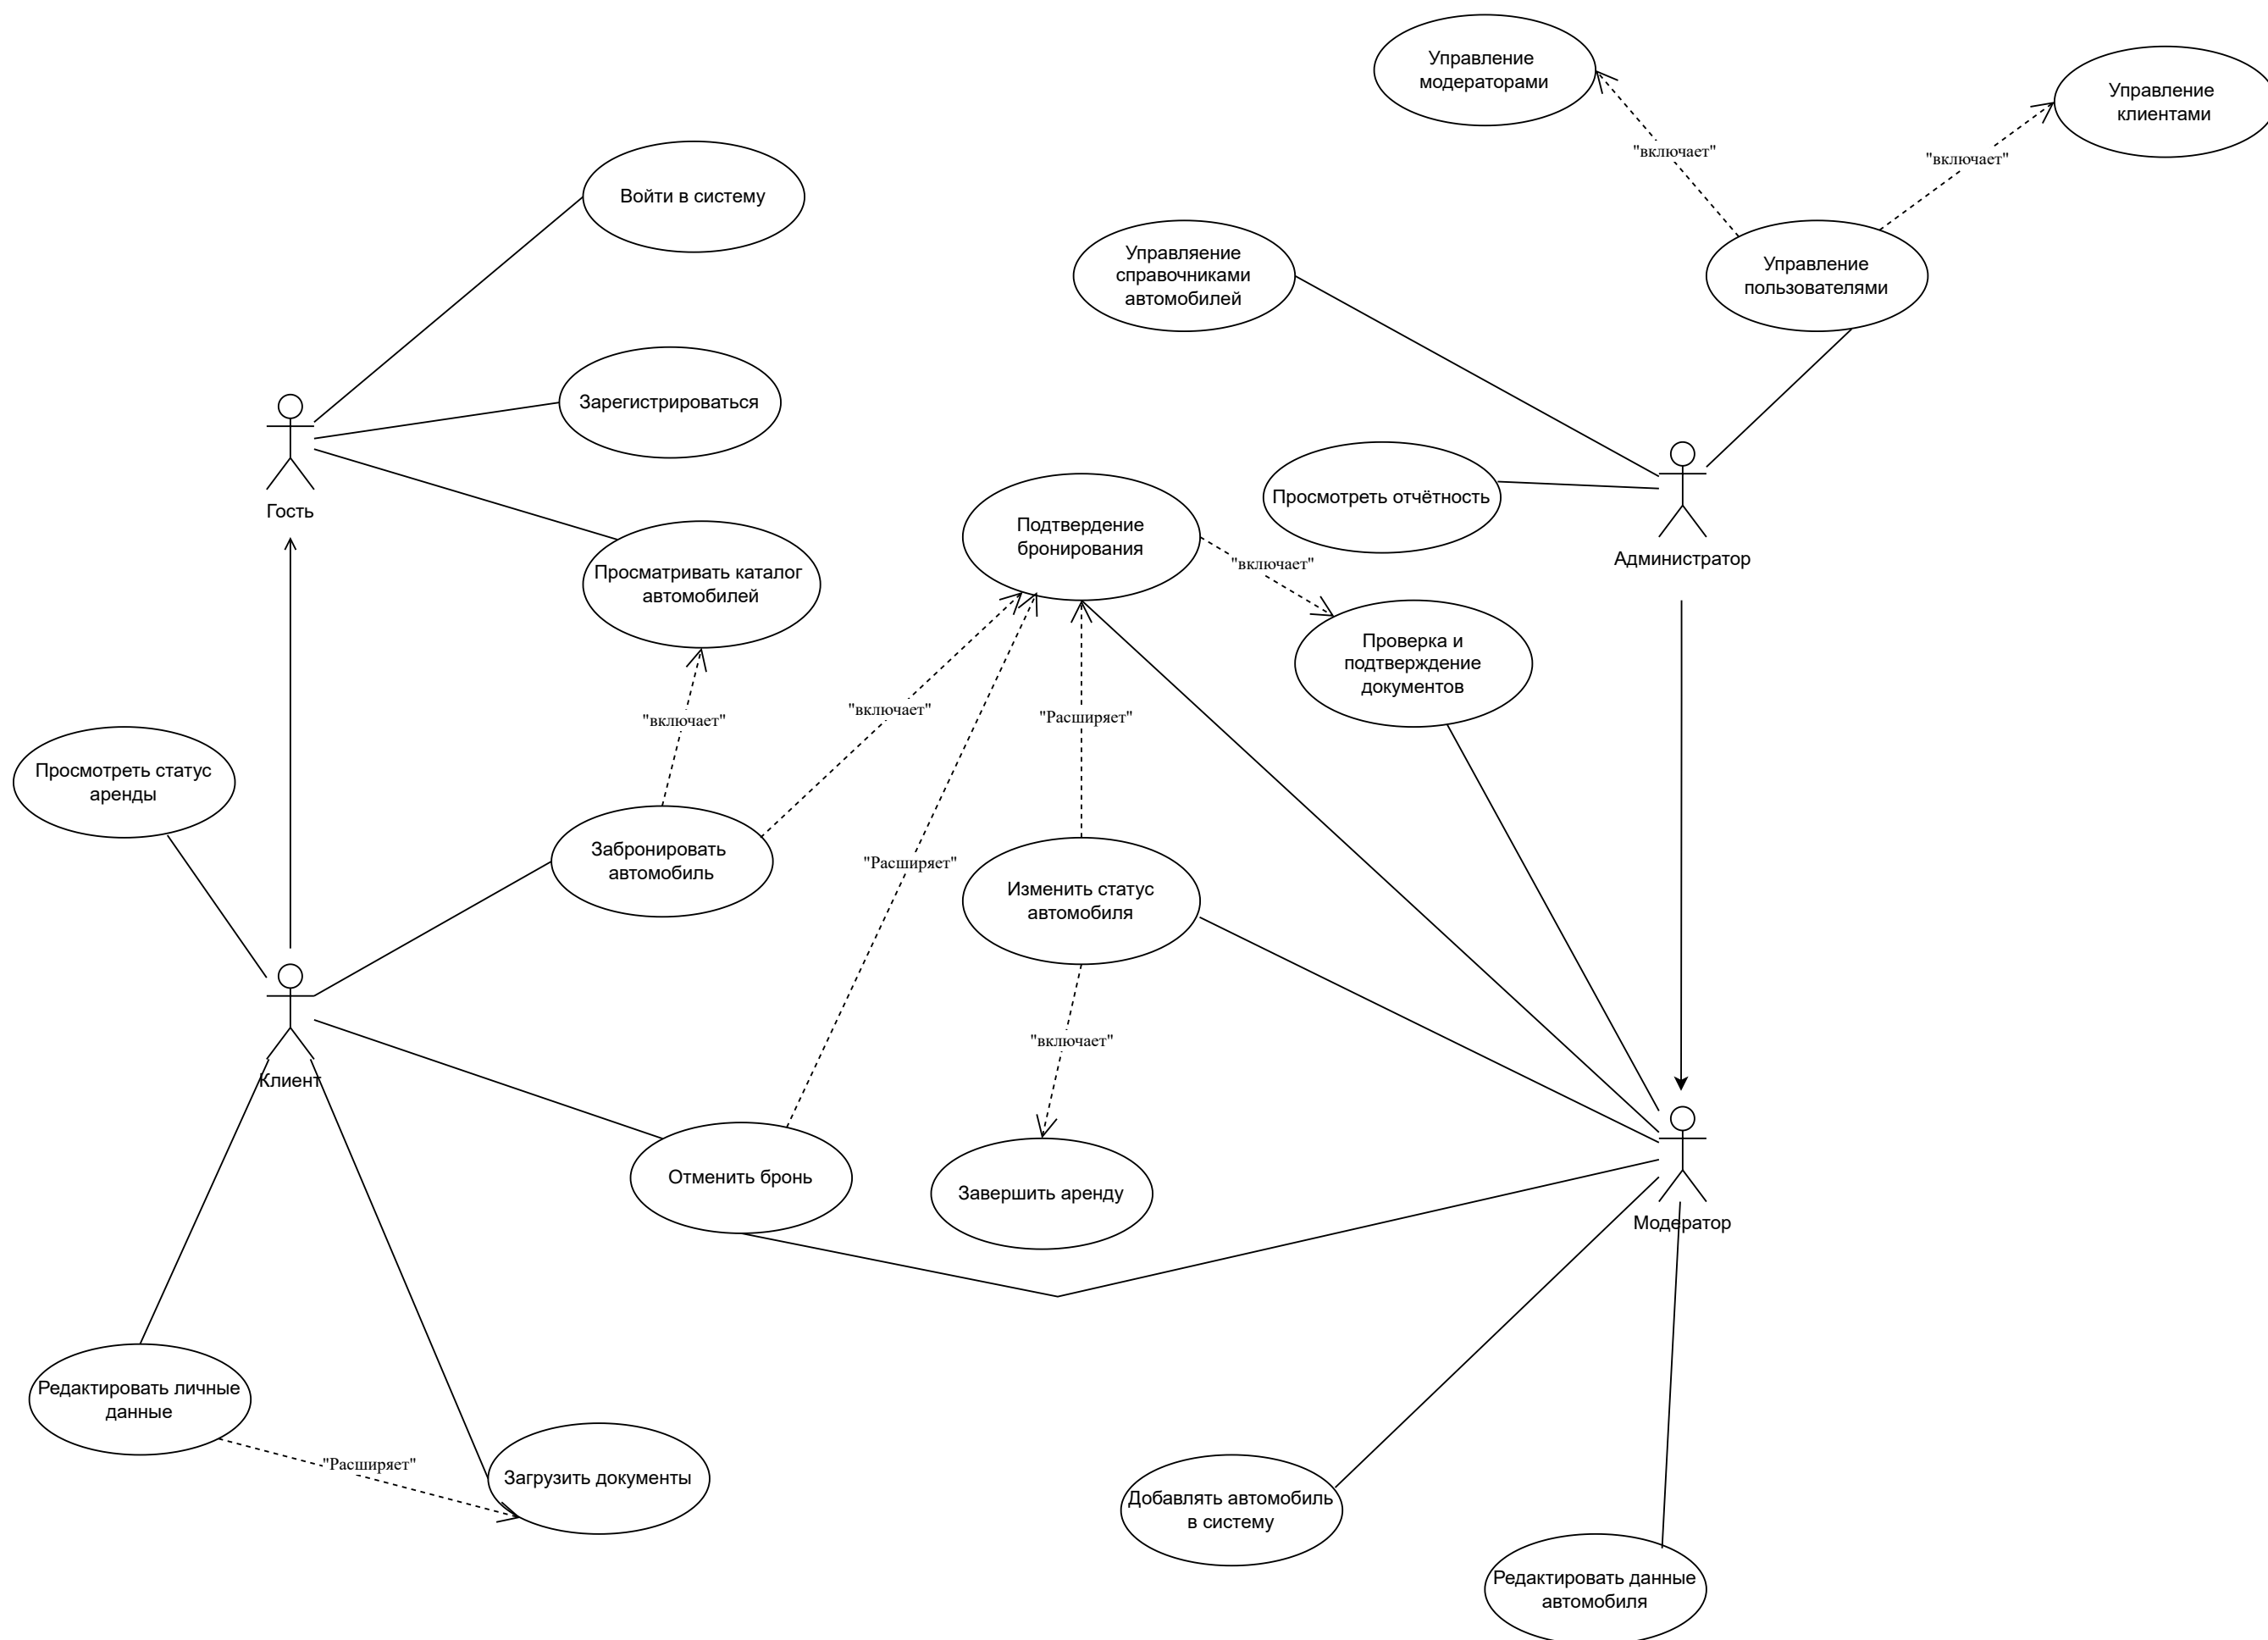 Управление
модераторами
Управление
клиентами
"включает"
"включает"
Войти в систему
Управляение
справочниками
автомобилей
Управление
пользователями
Зарегистрироваться
Гость
Просмотреть отчётность
Администратор
Подтвердение
бронирования
"включает"
Просматривать каталог
автомобилей
Проверка и
подтверждение
документов
"включает"
"включает"
"Расширяет"
Просмотреть статус
аренды
Забронировать
автомобиль
"Расширяет"
Изменить статус
автомобиля
"включает"
Клиент
Отменить бронь
Завершить аренду
Модератор
Редактировать личные
данные
"Расширяет"
Загрузить документы
Добавлять автомобиль
в систему
Редактировать данные
автомобиля